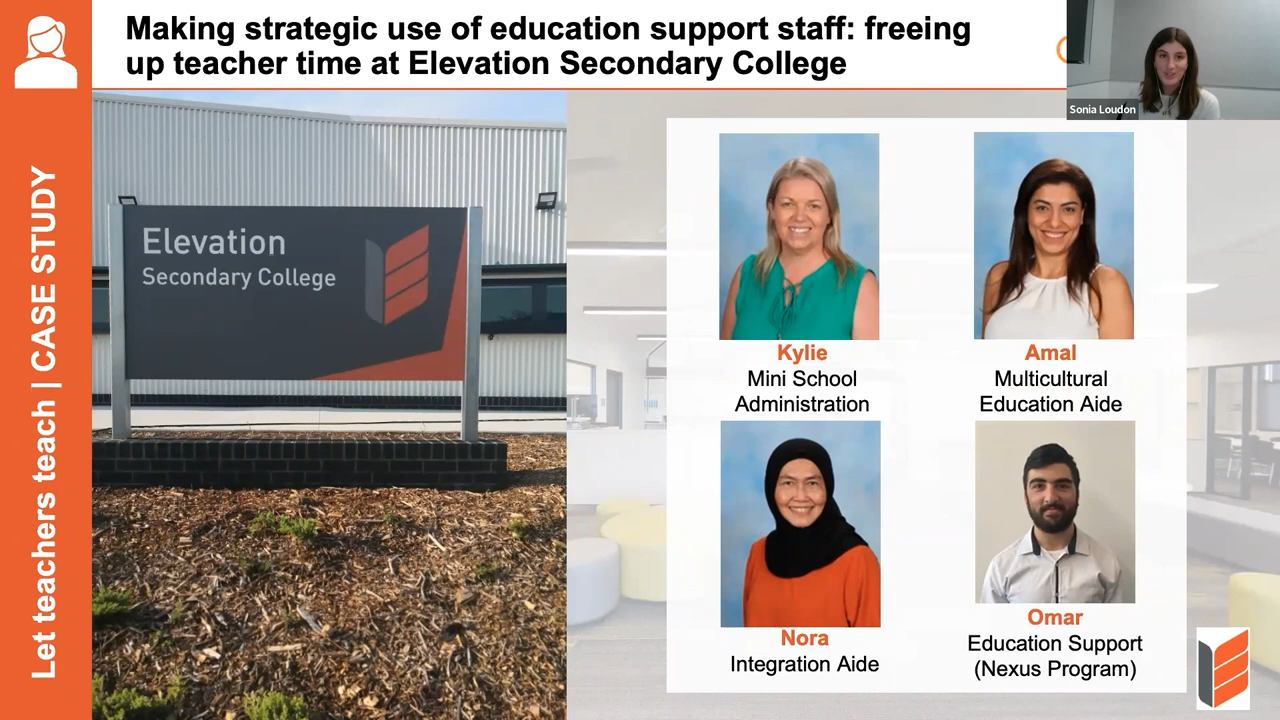 Making strategic use of education support staff: freeing
up teacher time at Elevation Secondary College
Sonia Loudon
Let teachers teach | CASE STUDY
Elevation
Secondary College
Kylie
Mini School
Administration
Amal
Multicultural
Education Aide
Nora
Integration Aide
Omar
Education Support
(Nexus Program)